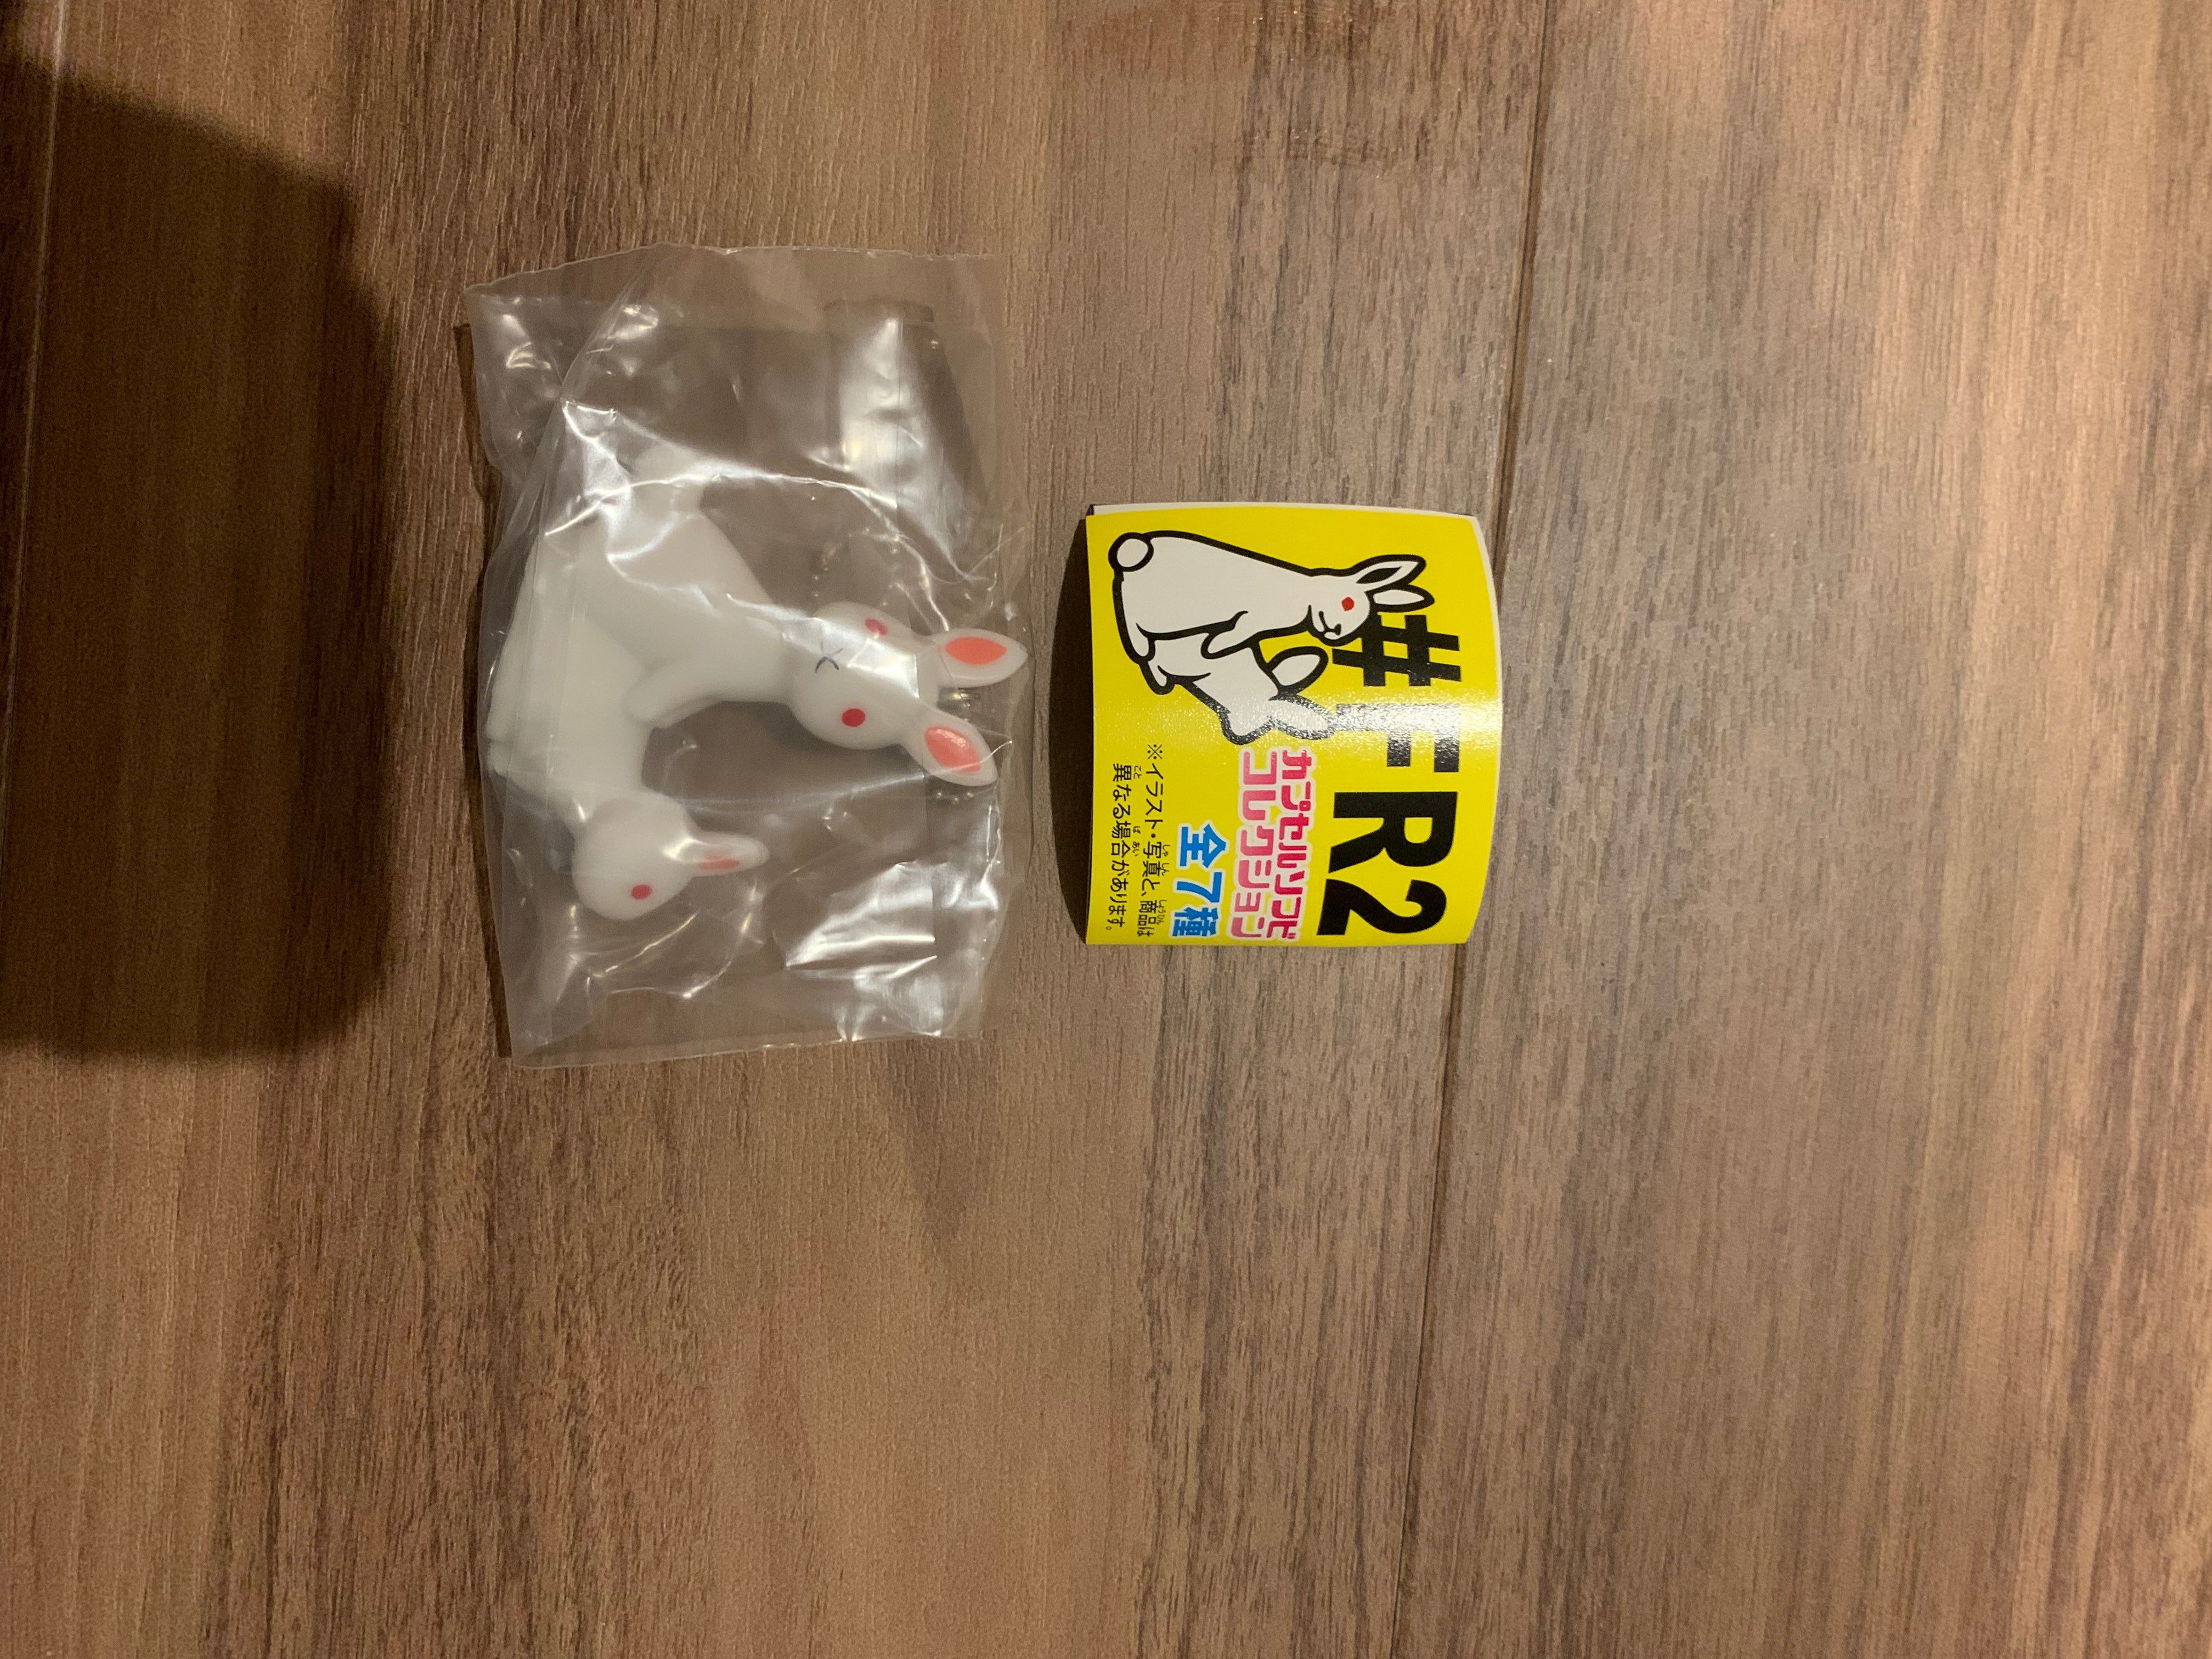 #FR2
カプセルソフビ
コレクション
全7種
※イラスト・写真と、商品は
異なる場合があります。